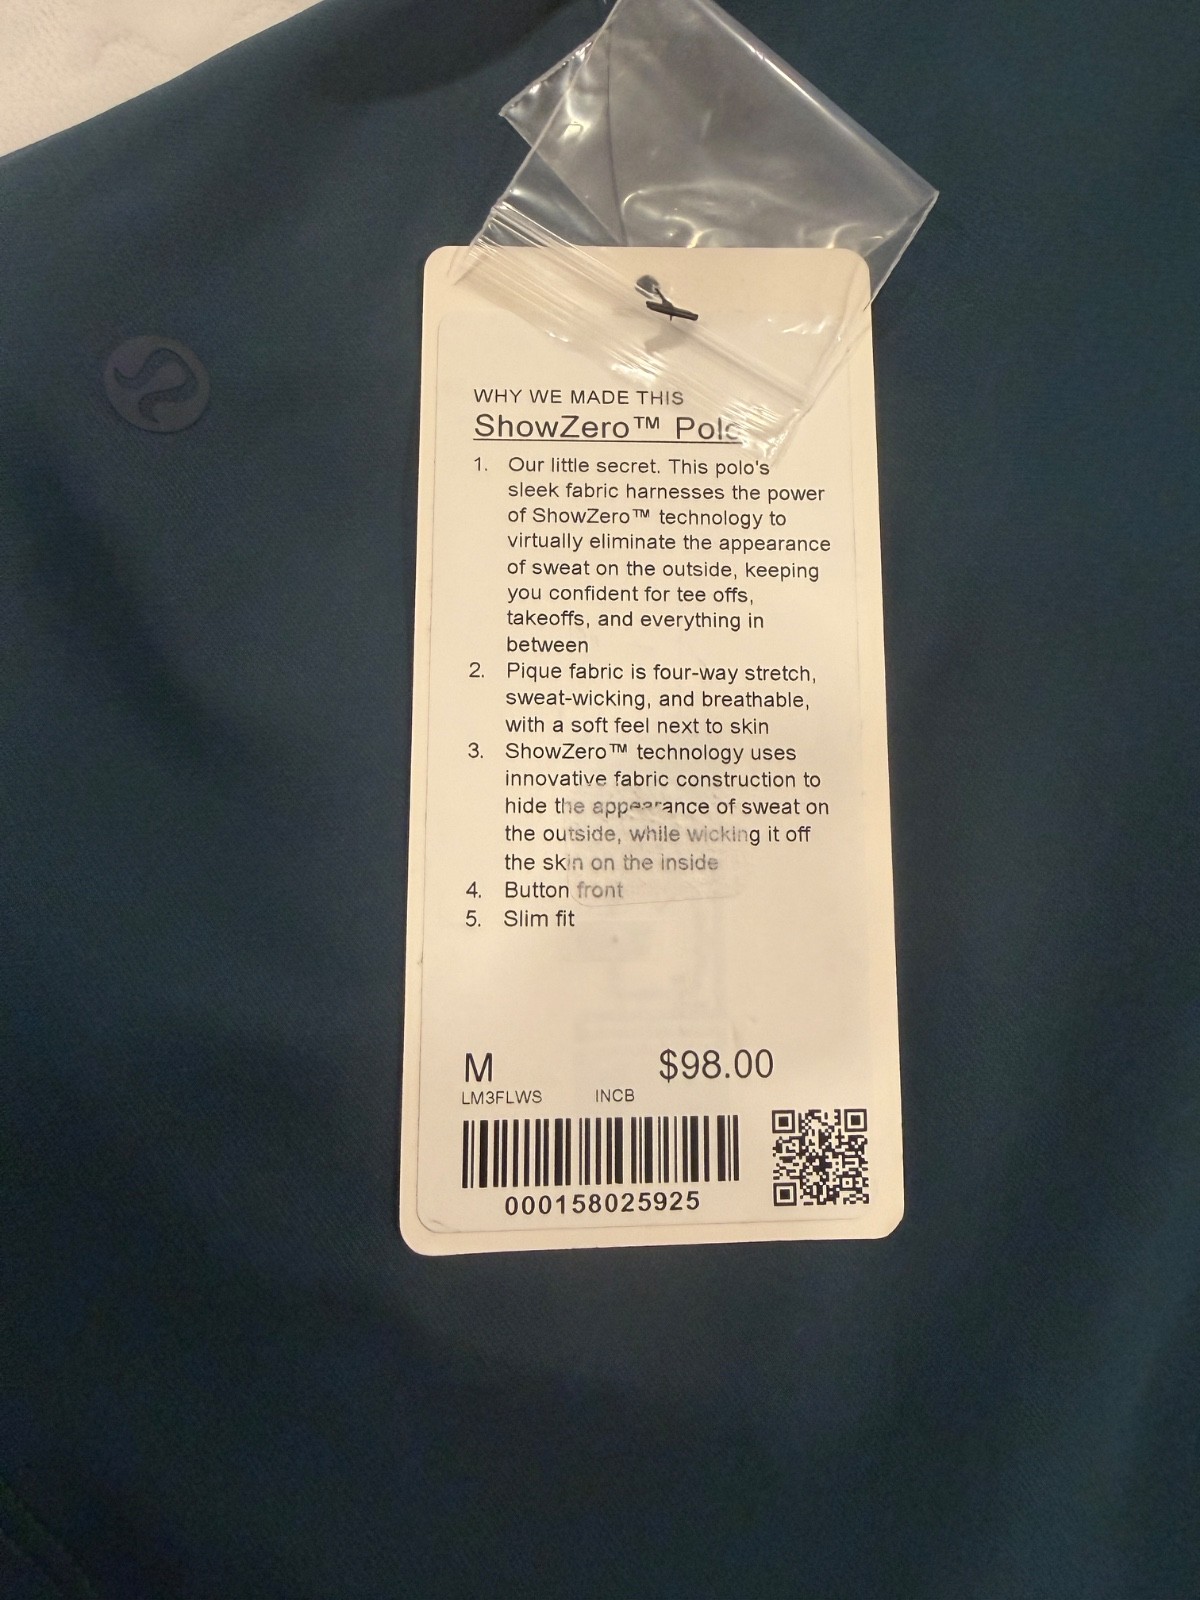 WHY WE MADE THIS
ShowZero™ Polo
1. Our little secret. This polo's
sleek fabric harnesses the power
of ShowZero™ technology to
virtually eliminate the appearance
of sweat on the outside, keeping
you confident for tee offs,
takeoffs, and everything in
between
2. Pique fabric is four-way stretch,
sweat-wicking, and breathable,
with a soft feel next to skin
3. ShowZero™ technology uses
innovative fabric construction to
hide the appearance of sweat on
the outside, while wicking it off
the skin on the inside
4. Button front
5. Slim fit
M $98.00
LM3FLWS INCB
000158025925